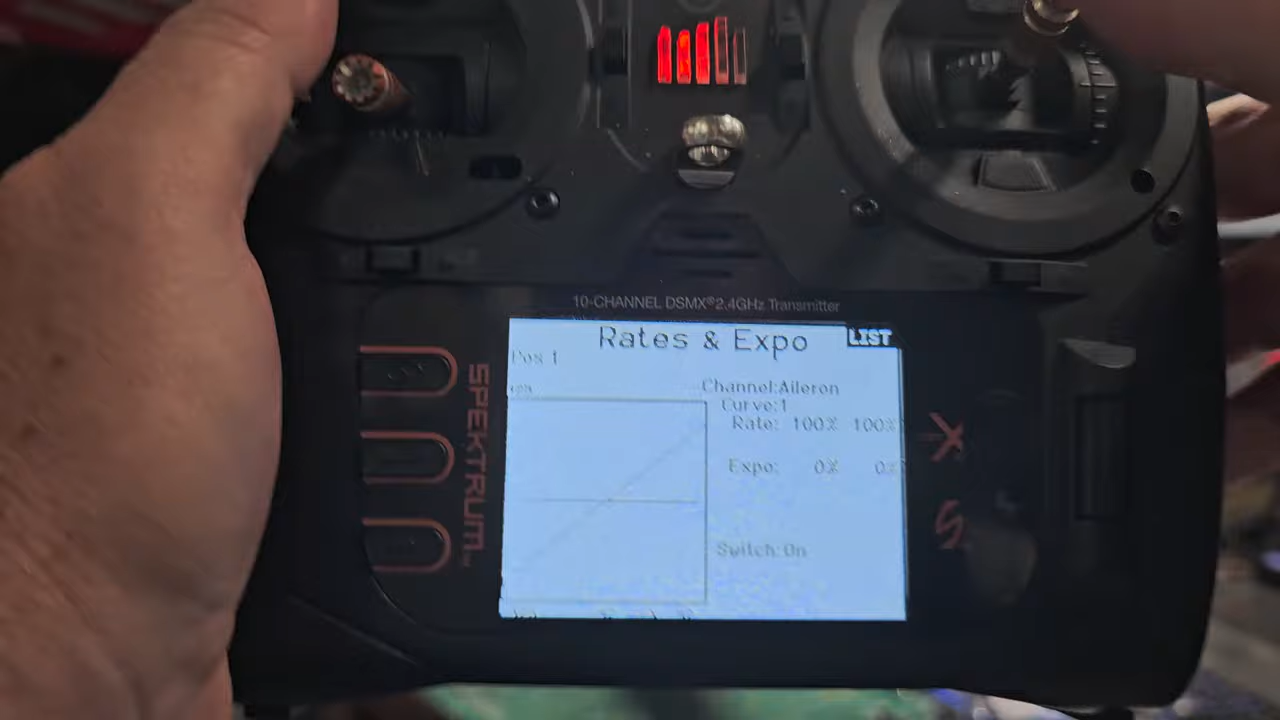 10-CHANNEL DSMX® 2.4GHz Transmitter
Rates & Expo
LIST
Pos 1
Channel:Aileron
Curve:1
Rate: 100% 100%
Expo: 0% 0%
Switch:On
SPEKTRUM